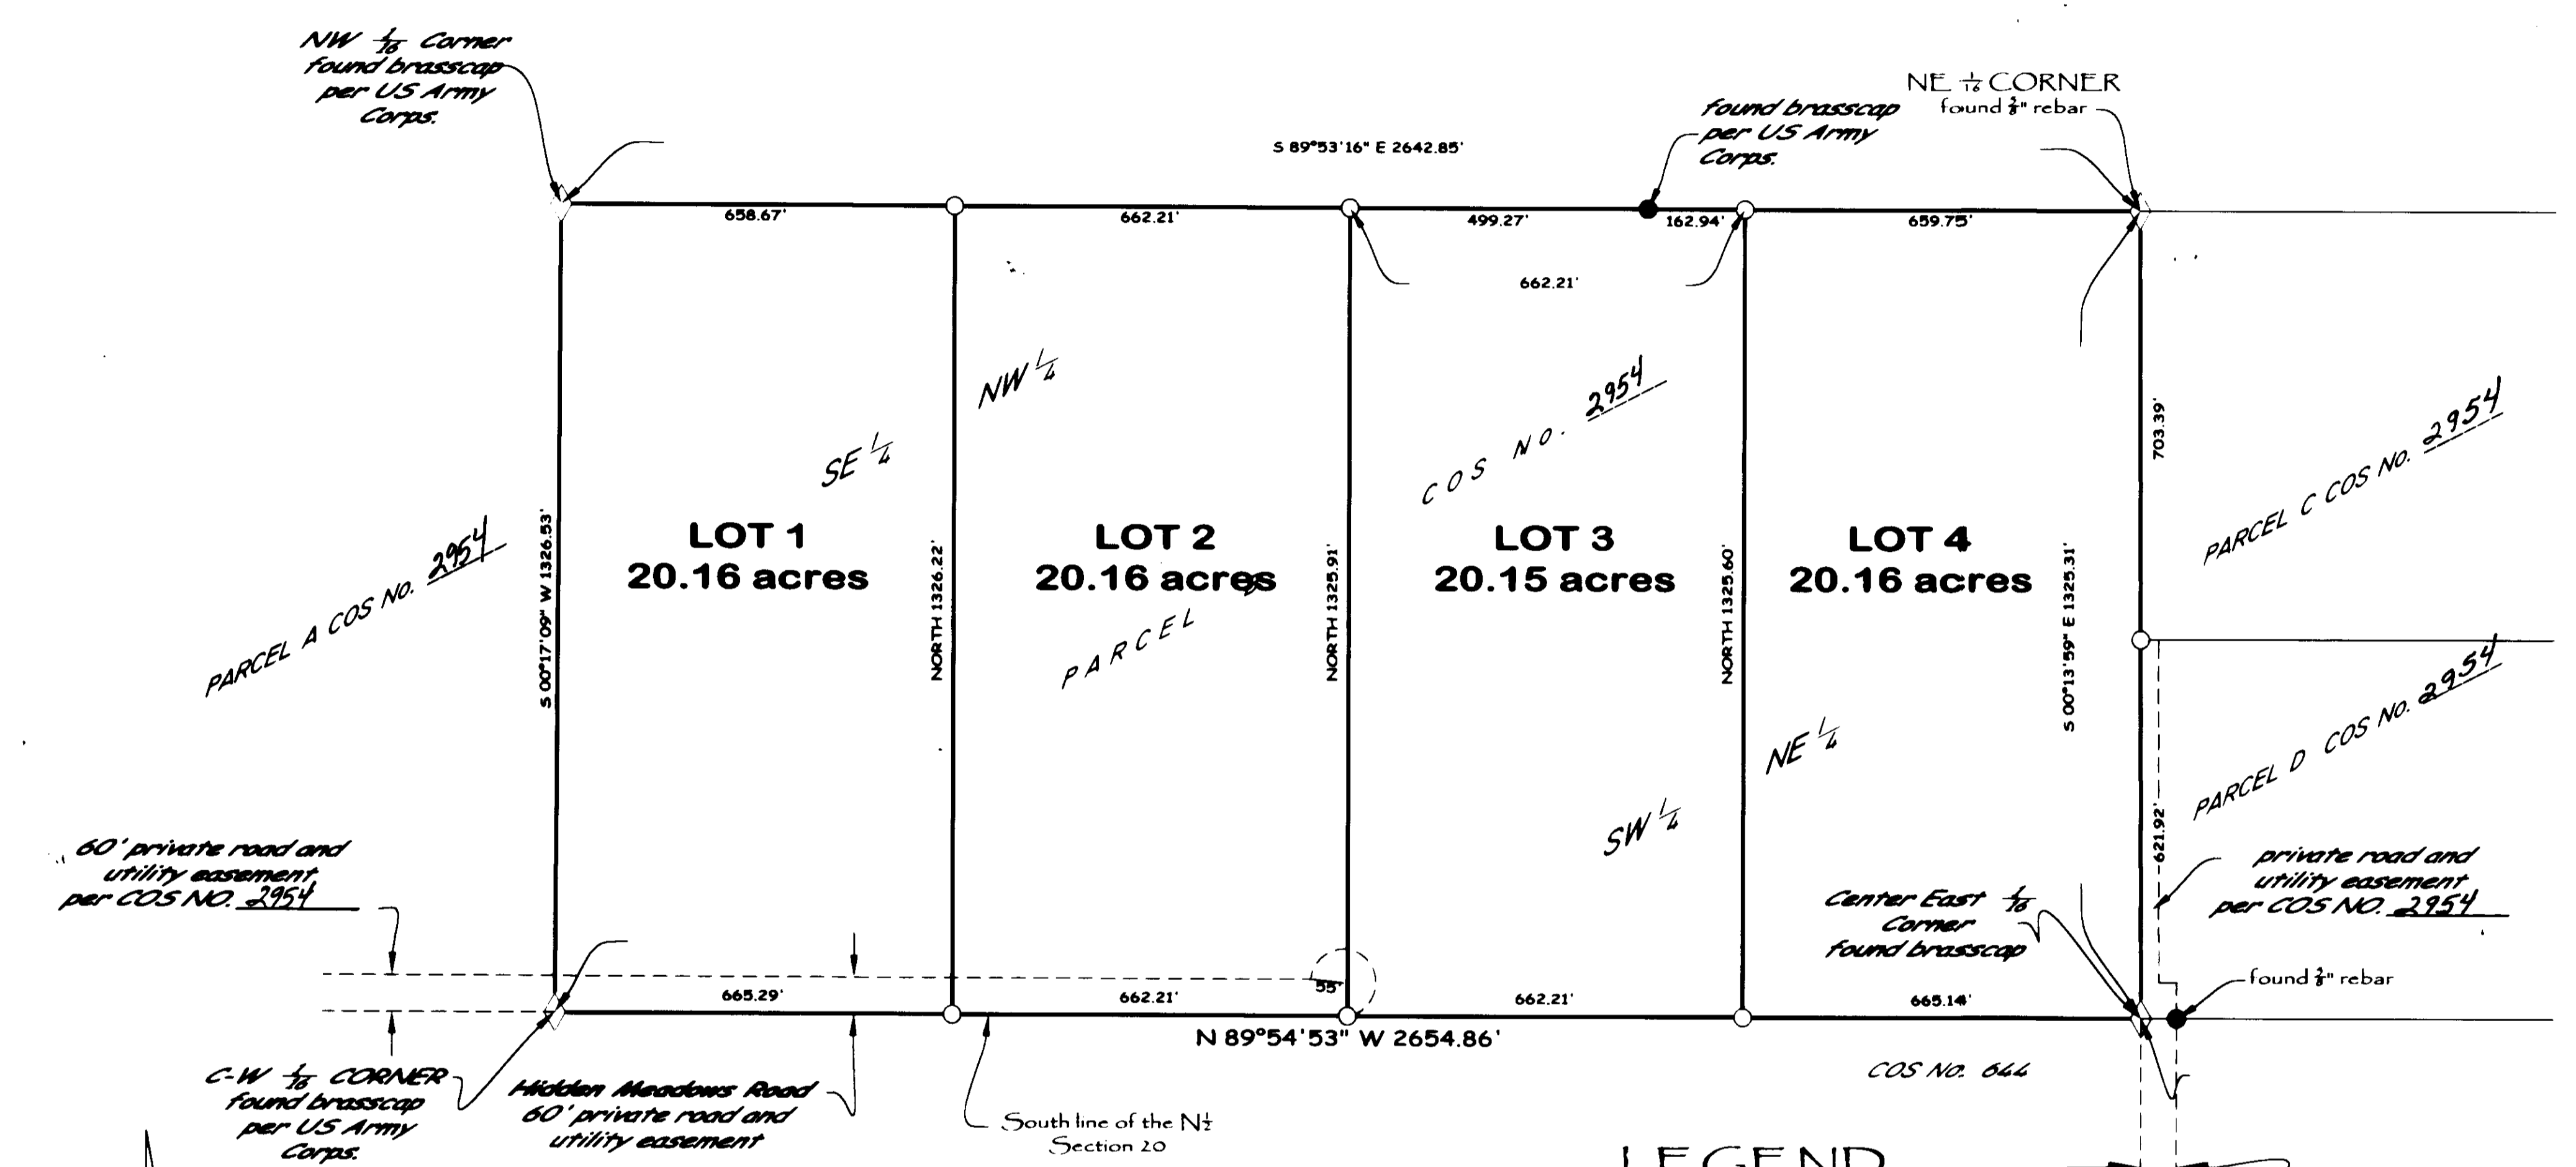 NW 1/16 Corner
found brasscap
per US Army
Corps.
NE 1/16 CORNER
found brasscap
per US Army
Corps.
S 89°53'16" E 2642.85'
658.67'
662.21'
499.27'
162.94'
659.75'
662.21'
NW 1/4
SE 1/4
COS NO. 2954
703.39'
PARCEL C COS NO. 2954
PARCEL A COS NO. 2954
S 00°17'09" W 1326.53'
LOT 1
20.16 acres
NORTH 1326.22'
LOT 2
20.16 acres
PARCEL
NORTH 1325.91'
LOT 3
20.15 acres
NORTH 1325.60'
LOT 4
20.16 acres
S 00°13'59" E 1325.31'
PARCEL D COS NO. 2954
NE 1/4
SW 1/4
621.92'
60' private road and
utility easement
per COS NO. 2954
private road and
utility easement
per COS NO. 2954
Center East 1/16
Corner
found brasscap
665.29'
662.21'
55'
662.21'
665.14'
N 89°54'53" W 2654.86'
COS NO. 644
C-W 1/16 CORNER
found brasscap
per US Army
Corps.
Hidden Meadows Road
60' private road and
utility easement
South line of the N 1/2
Section 20
LEGEND